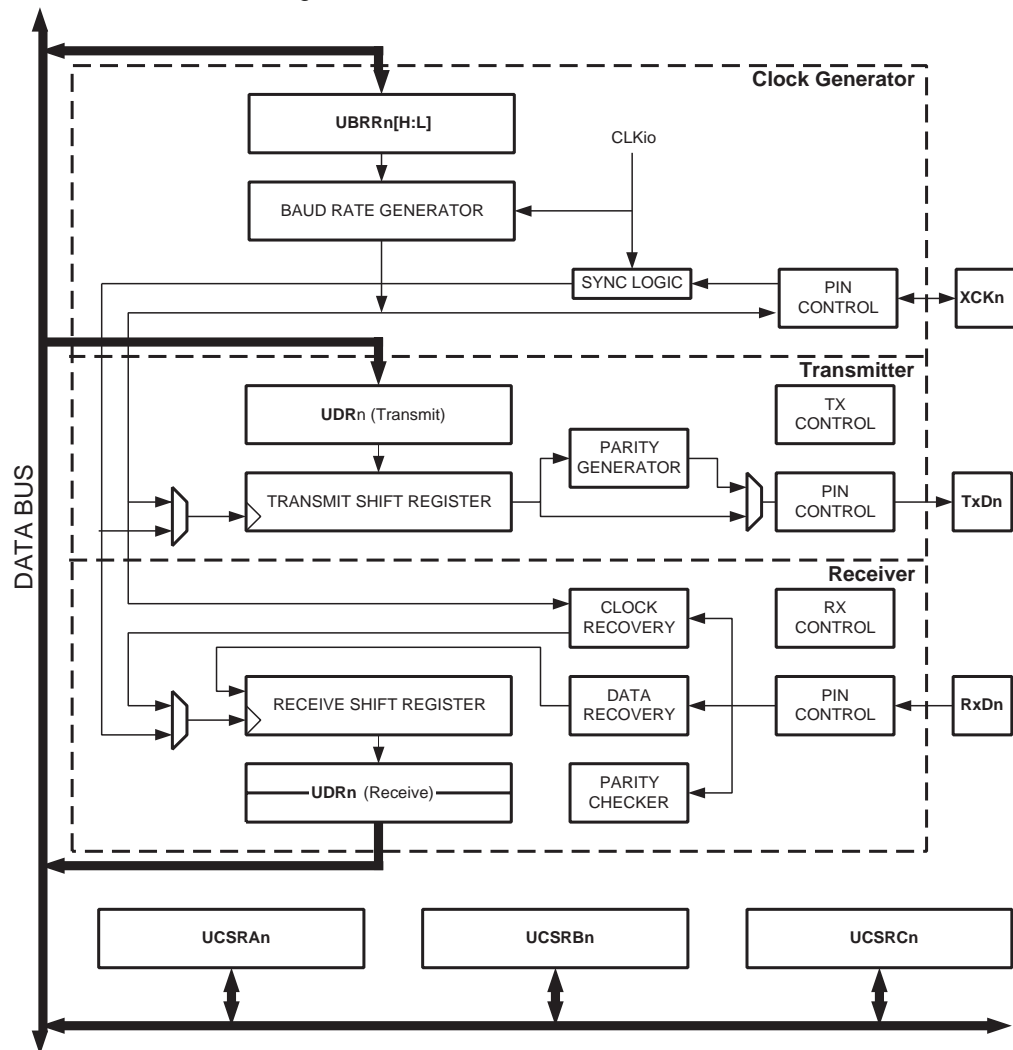 Clock Generator
UBRRn[H:L]
CLKio
BAUD RATE GENERATOR
SYNC LOGIC
PIN
CONTROL
XCKn
Transmitter
UDRn (Transmit)
TX
CONTROL
PARITY
GENERATOR
TRANSMIT SHIFT REGISTER
PIN
CONTROL
TxDn
DATA BUS
Receiver
CLOCK
RECOVERY
RX
CONTROL
RECEIVE SHIFT REGISTER
DATA
RECOVERY
PIN
CONTROL
RxDn
UDRn (Receive)
PARITY
CHECKER
UCSRAn
UCSRBn
UCSRCn